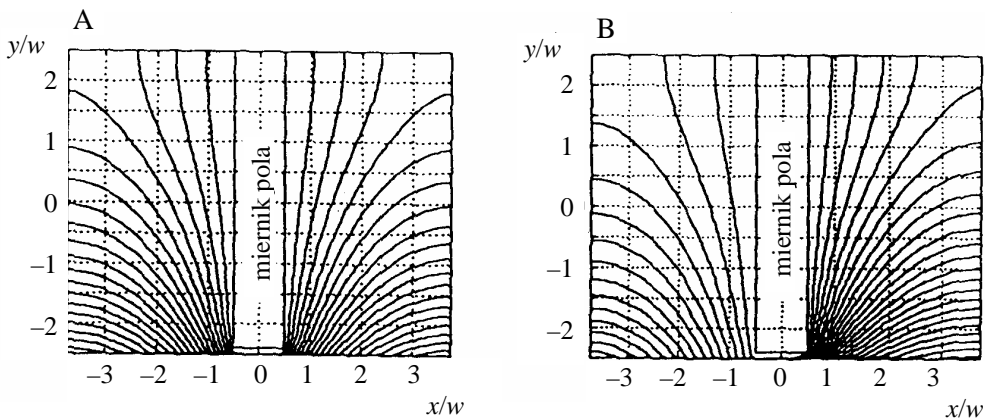 A
y/w
2
1
0
–1
–2
miernik pola
–3 –2 –1 0 1 2 3
x/w
B
y/w
2
1
0
–1
–2
miernik pola
–3 –2 –1 0 1 2 3
x/w